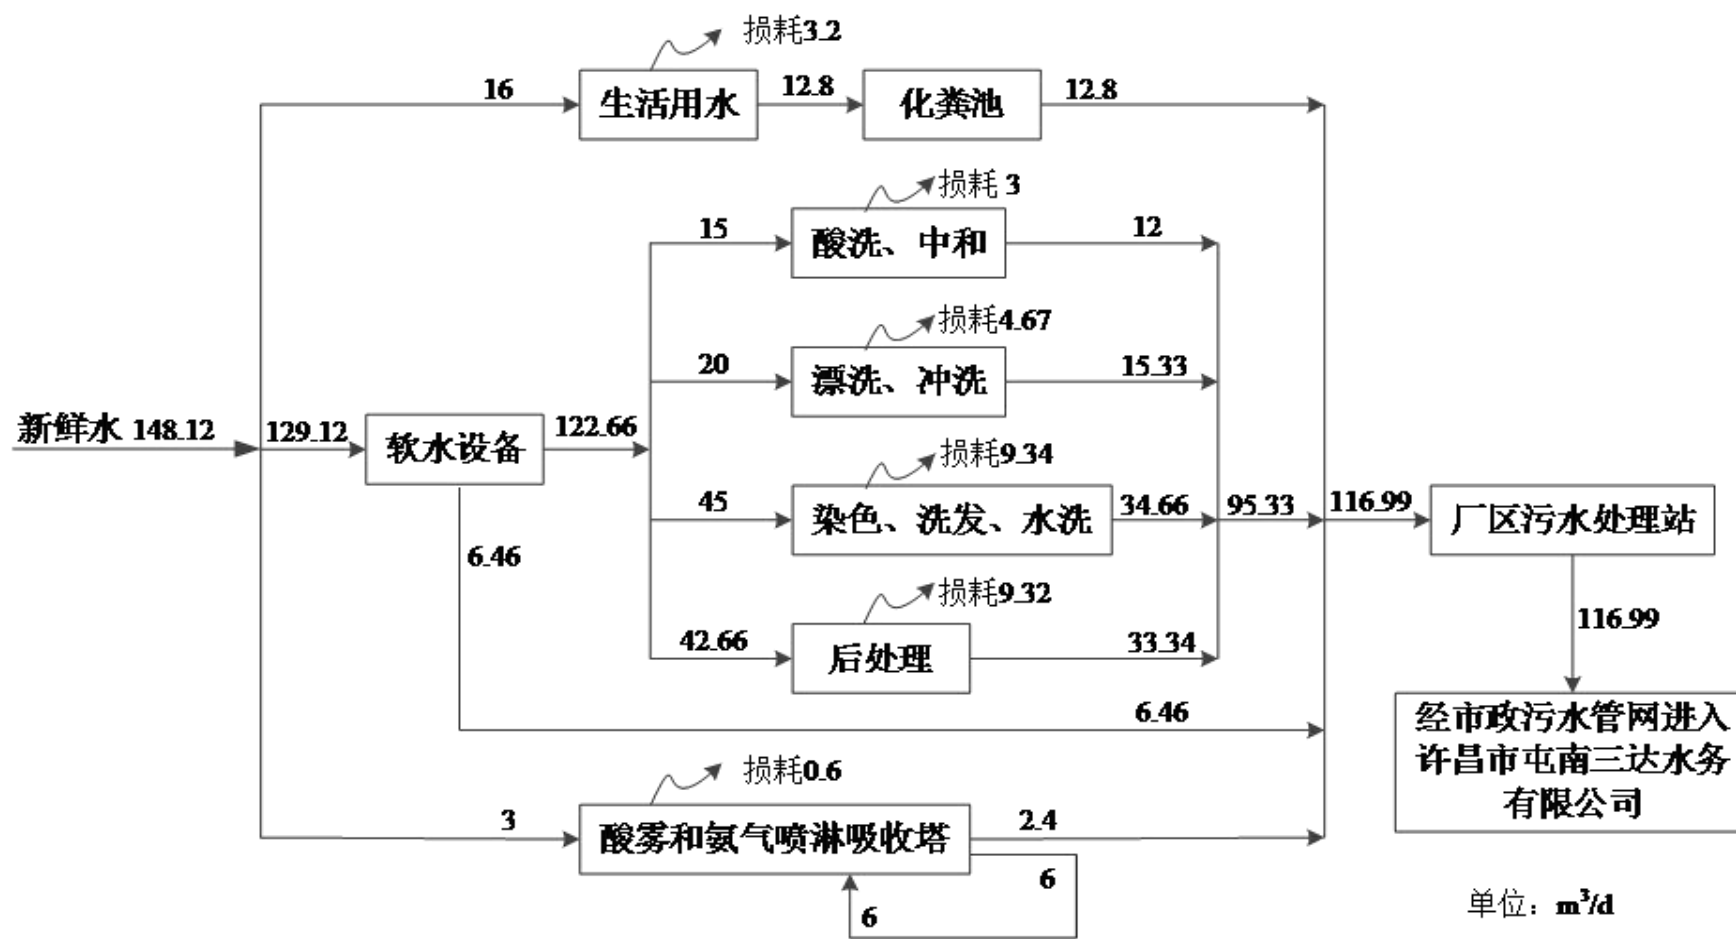 损耗3.2
16
生活用水
12.8
化粪池
12.8
损耗 3
15
酸洗、中和
12
损耗4.67
20
漂洗、冲洗
15.33
新鲜水 148.12
129.12
软水设备
122.66
损耗9.34
45
染色、洗发、水洗
34.66
95.33
116.99
厂区污水处理站
6.46
损耗9.32
42.66
后处理
33.34
116.99
6.46
经市政污水管网进入
许昌市屯南三达水务
有限公司
损耗0.6
3
酸雾和氨气喷淋吸收塔
2.4
6
6
单位：m³/d